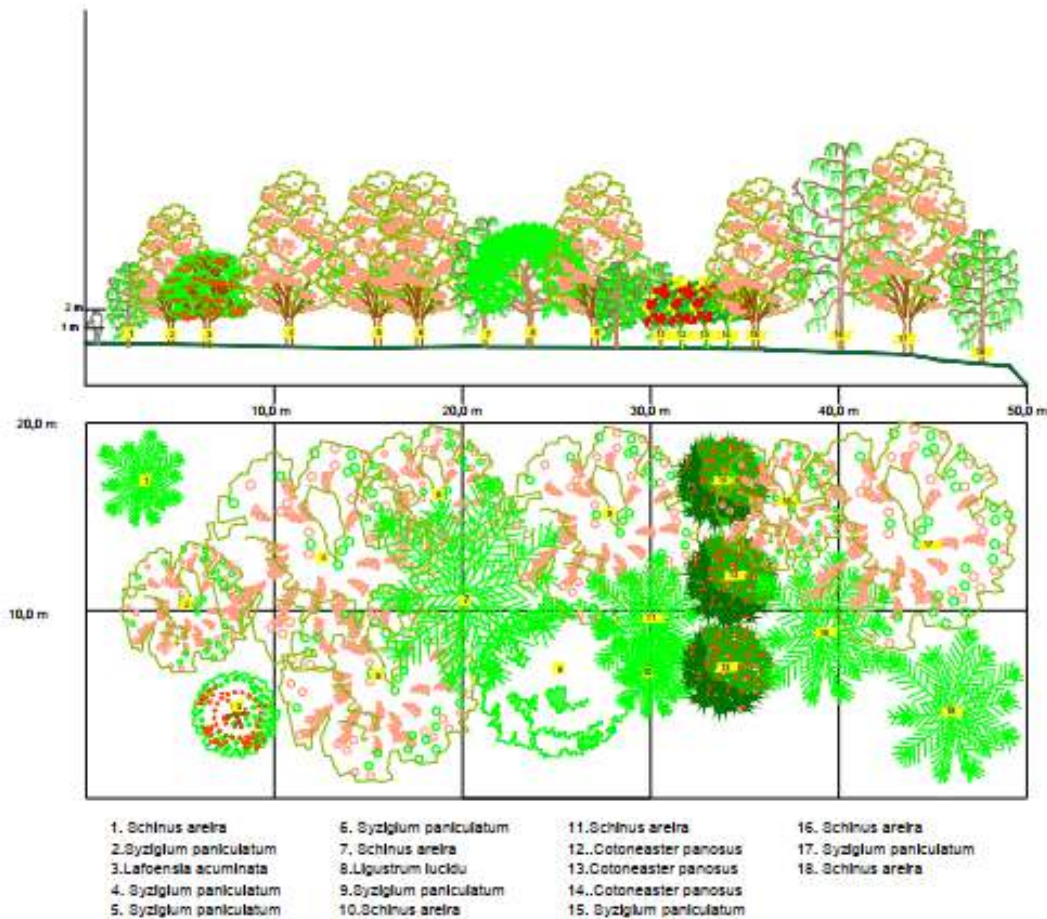 2 m
1 m
10,0 m 20,0 m 30,0 m 40,0 m 50,0 m
20,0 m
10,0 m
1. Schinus areira
2.Syzigium paniculatum
3.Lafoensia acuminata
4. Syzigium paniculatum
5. Syzigium paniculatum
6. Syzigium paniculatum
7. Schinus areira
8.Ligustrum lucidu
9.Syzigium paniculatum
10.Schinus areira
11.Schinus areira
12..Cotoneaster panosus
13.Cotoneaster panosus
14..Cotoneaster panosus
15. Syzigium paniculatum
16. Schinus areira
17. Syzigium paniculatum
18. Schinus areira